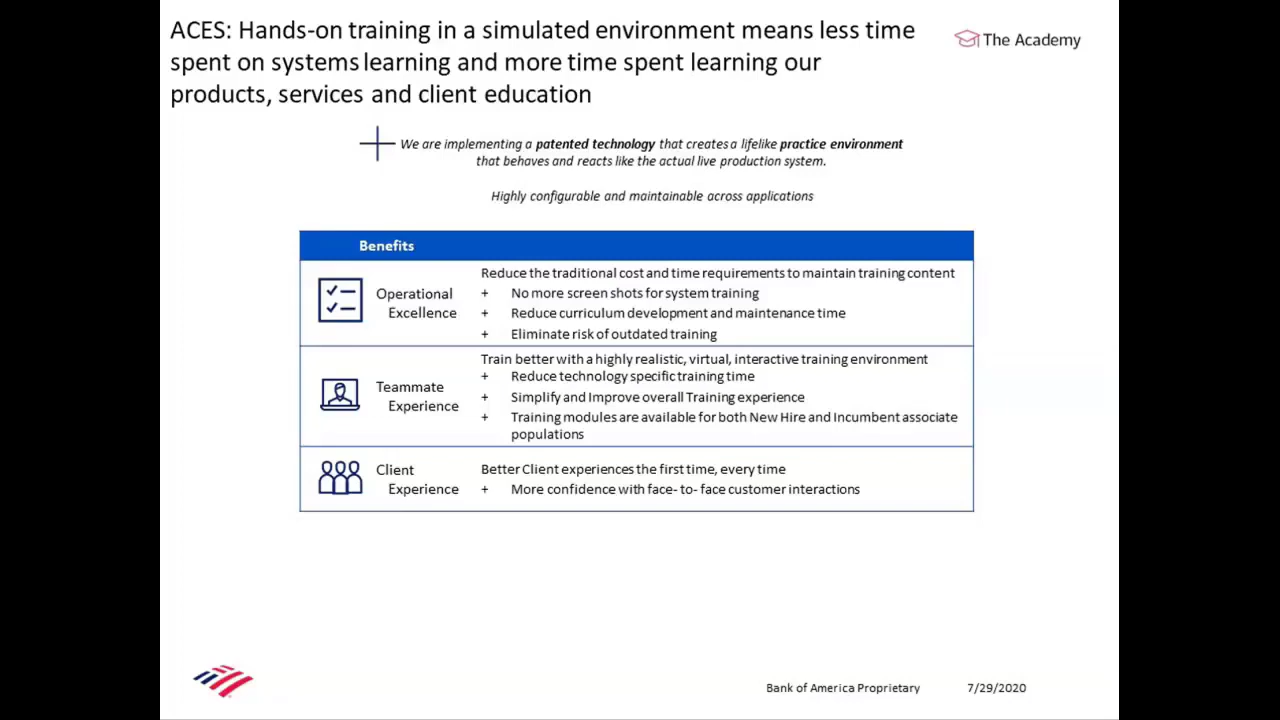 ACES: Hands-on training in a simulated environment means less time
spent on systems learning and more time spent learning our
products, services and client education
The Academy
We are implementing a patented technology that creates a lifelike practice environment
that behaves and reacts like the actual live production system.
Highly configurable and maintainable across applications
Benefits
Operational
Excellence
Reduce the traditional cost and time requirements to maintain training content
+ No more screen shots for system training
+ Reduce curriculum development and maintenance time
+ Eliminate risk of outdated training
Teammate
Experience
Train better with a highly realistic, virtual, interactive training environment
+ Reduce technology specific training time
+ Simplify and Improve overall Training experience
+ Training modules are available for both New Hire and Incumbent associate
populations
Client
Experience
Better Client experiences the first time, every time
+ More confidence with face- to- face customer interactions
Bank of America Proprietary
7/29/2020